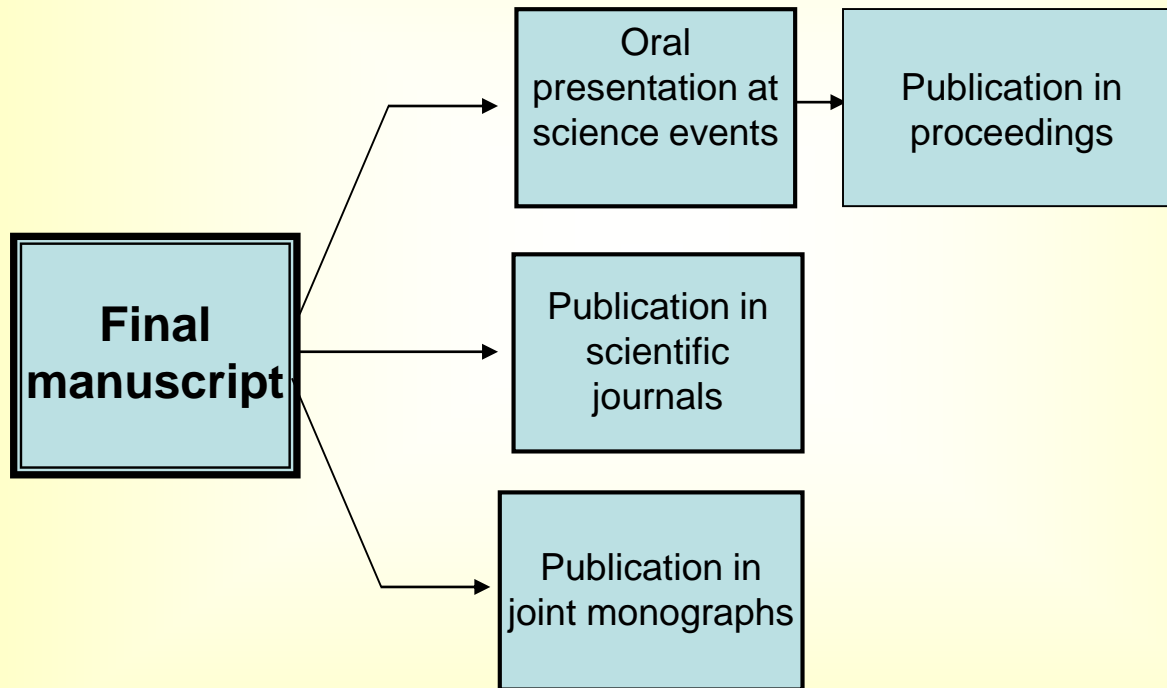 Oral
presentation at
science events
Publication in
proceedings
Final
manuscript
Publication in
scientific
journals
Publication in
joint monographs